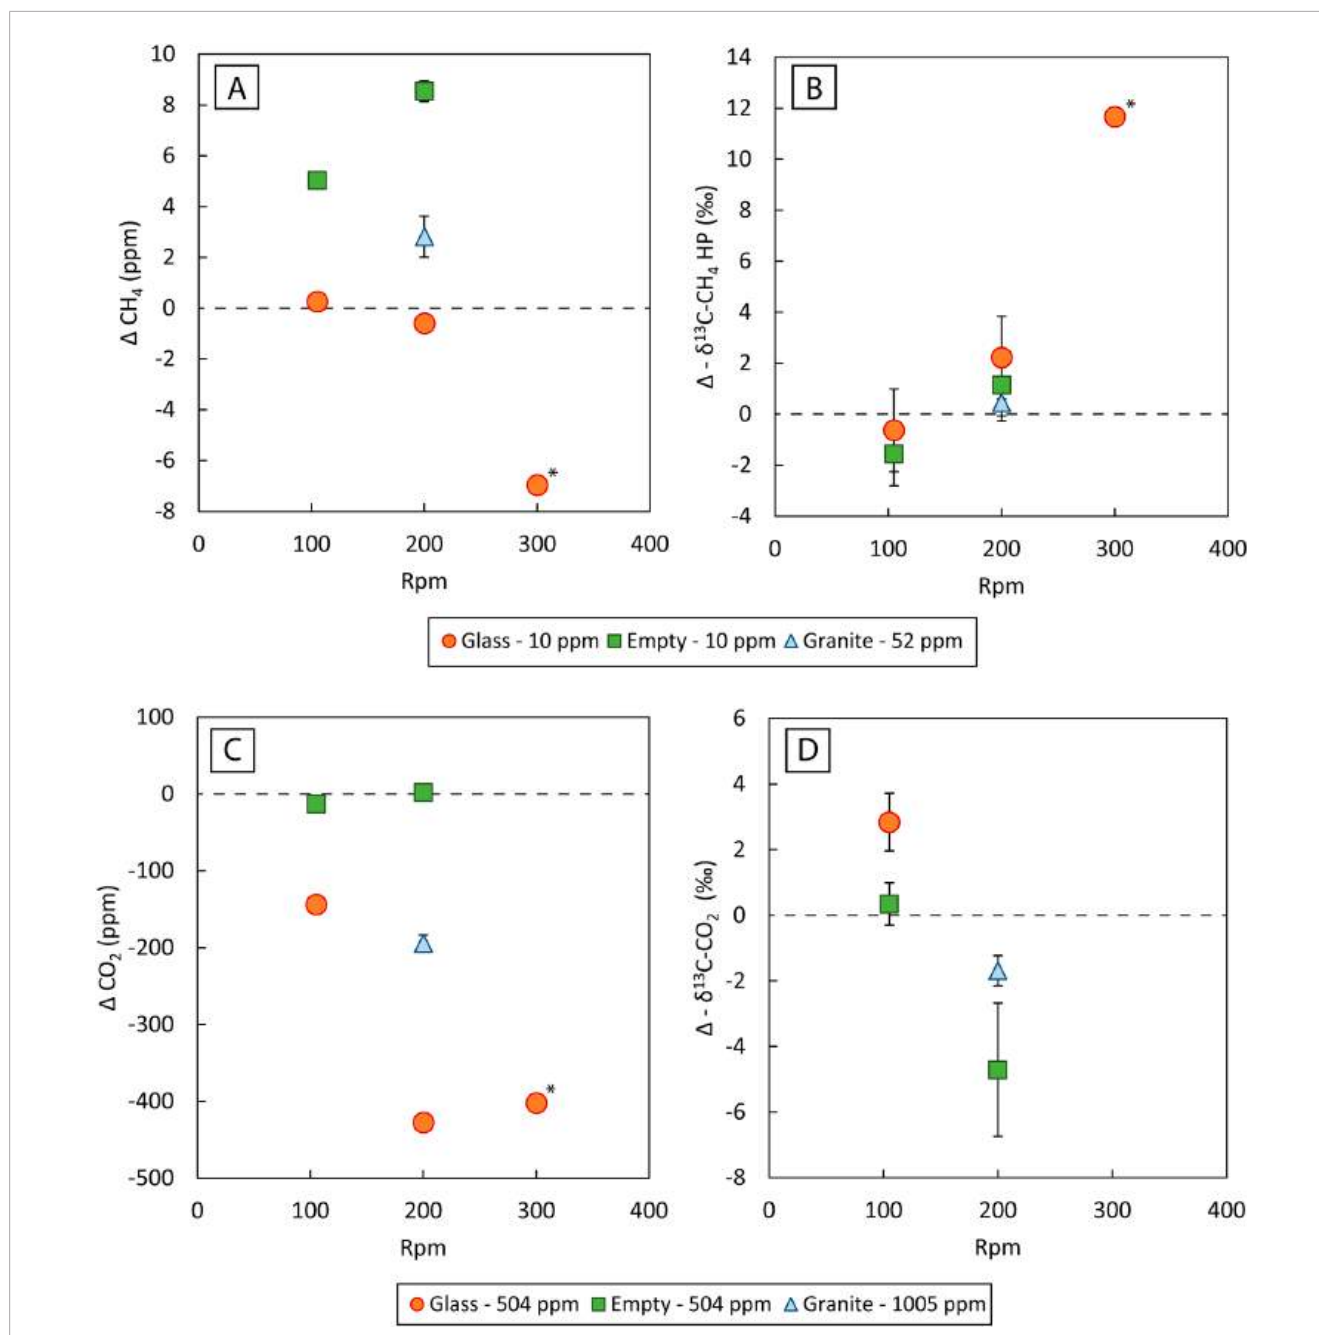 A
10
8
6
4
2
0
-2
-4
-6
-8
Δ CH₄ (ppm)
*
0 100 200 300 400
Rpm
B
14
12
10
8
6
4
2
0
-2
-4
Δ - δ¹³C-CH₄ HP (‰)
*
0 100 200 300 400
Rpm
Glass - 10 ppm Empty - 10 ppm Granite - 52 ppm
C
100
0
-100
-200
-300
-400
-500
Δ CO₂ (ppm)
*
0 100 200 300 400
Rpm
D
6
4
2
0
-2
-4
-6
-8
Δ - δ¹³C-CO₂ (‰)
0 100 200 300 400
Rpm
Glass - 504 ppm Empty - 504 ppm Granite - 1005 ppm